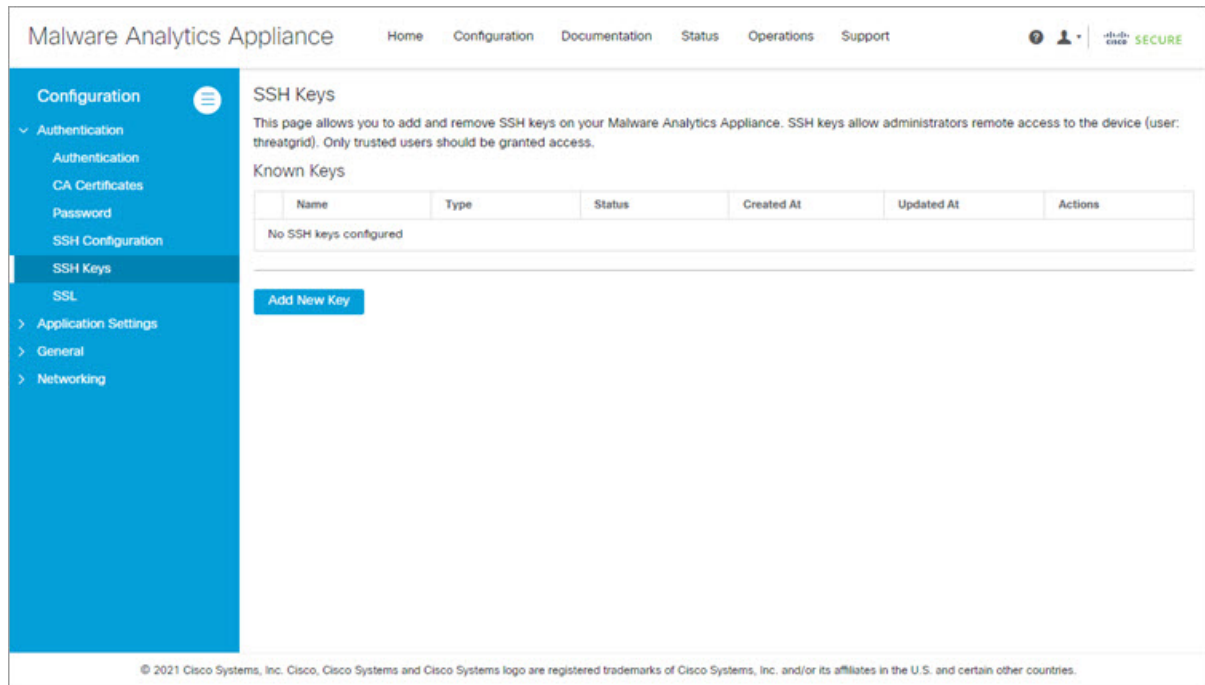 Malware Analytics Appliance
Home Configuration Documentation Status Operations Support
cisco SECURE
Configuration
Authentication
Authentication
CA Certificates
Password
SSH Configuration
SSH Keys
SSL
Application Settings
General
Networking
SSH Keys
This page allows you to add and remove SSH keys on your Malware Analytics Appliance. SSH keys allow administrators remote access to the device (user:
threatgrid). Only trusted users should be granted access.
Known Keys
Name Type Status Created At Updated At Actions
No SSH keys configured
Add New Key
© 2021 Cisco Systems, Inc. Cisco, Cisco Systems and Cisco Systems logo are registered trademarks of Cisco Systems, Inc. and/or its affiliates in the U.S. and certain other countries.